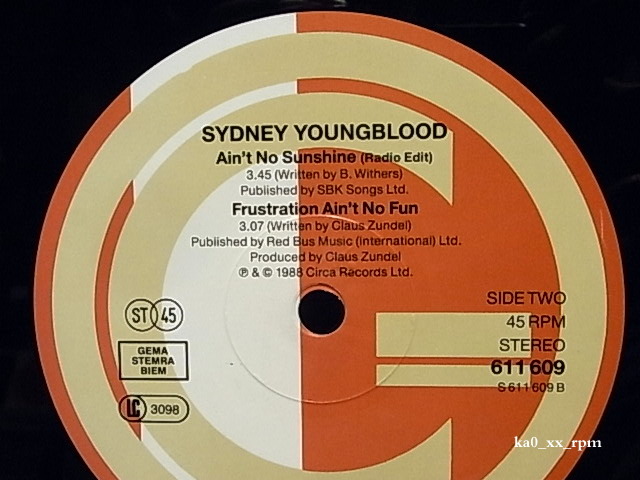 SYDNEY YOUNGBLOOD
Ain't No Sunshine (Radio Edit)
3.45 (Written by B. Withers)
Published by SBK Songs Ltd.
Frustration Ain't No Fun
3.07 (Written by Claus Zundel)
Published by Red Bus Music (International) Ltd.
Produced by Claus Zundel
℗ & © 1988 Circa Records Ltd.
ST 45
GEMA
STEMRA
BIEM
LC 3098
SIDE TWO
45 RPM
STEREO
611 609
S 611 609 B
ka0_xx_rpm